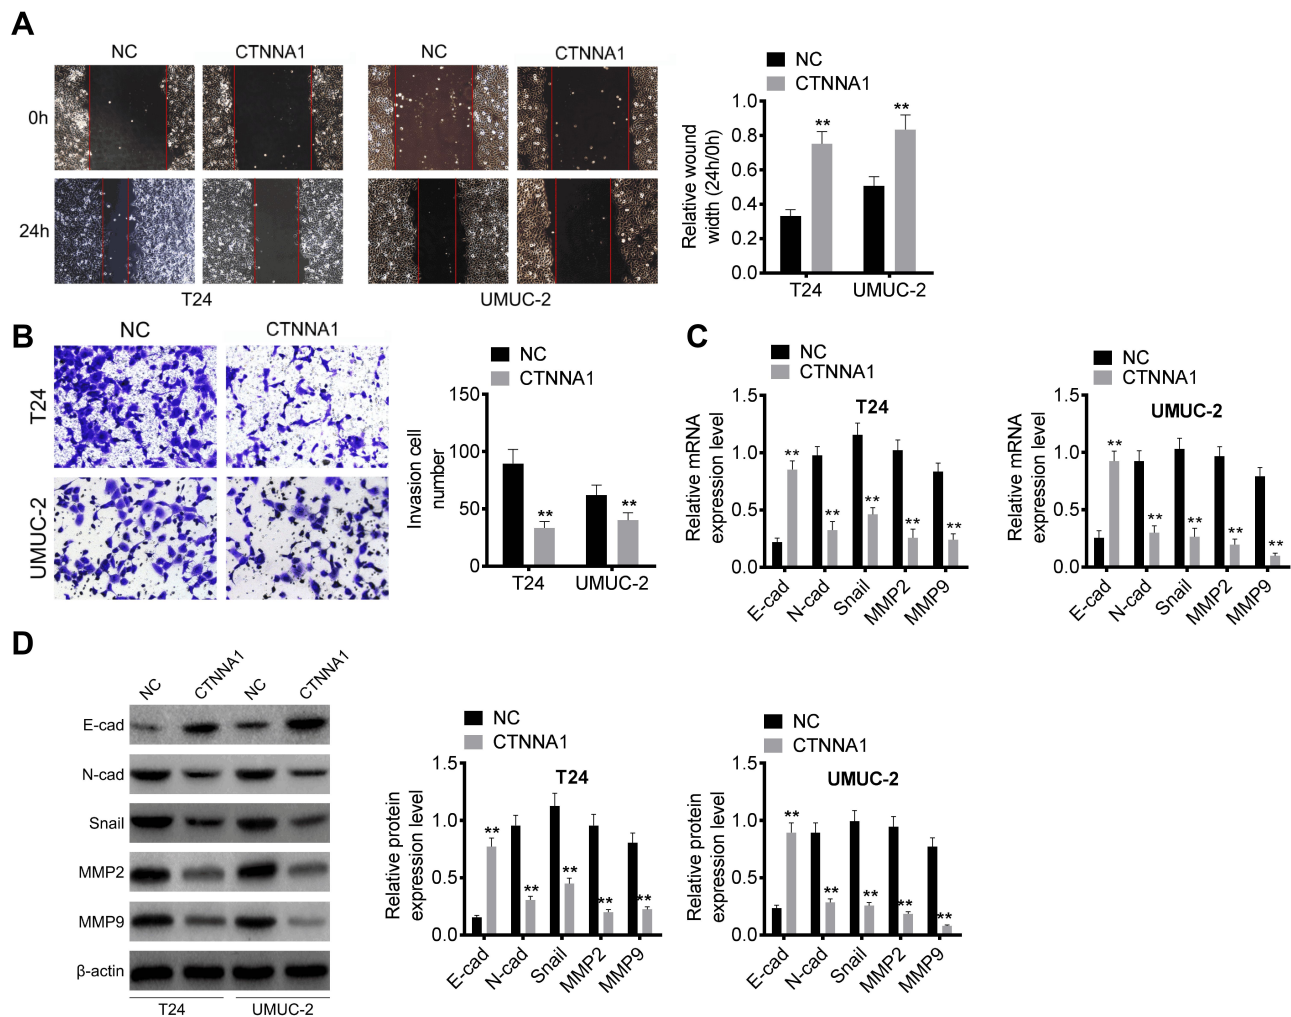 A
NC CTNNA1 NC CTNNA1
0h
24h
T24 UMUC-2
NC
CTNNA1
Relative wound
width (24h/0h)
1.0
0.8
0.6
0.4
0.2
0.0
** **
T24 UMUC-2
B
NC CTNNA1
T24
UMUC-2
NC
CTNNA1
Invasion cell
number
150
100
50
0
** **
T24 UMUC-2
C
NC
CTNNA1
T24
Relative mRNA
expression level
1.5
1.0
0.5
0.0
** ** ** ** **
E-cad N-cad Snail MMP2 MMP9
NC
CTNNA1
UMUC-2
Relative mRNA
expression level
1.5
1.0
0.5
0.0
** ** ** ** **
E-cad N-cad Snail MMP2 MMP9
D
NC CTNNA1 NC CTNNA1
E-cad
N-cad
Snail
MMP2
MMP9
β-actin
T24 UMUC-2
NC
CTNNA1
T24
Relative protein
expression level
1.5
1.0
0.5
0.0
** ** ** ** **
E-cad N-cad Snail MMP2 MMP9
NC
CTNNA1
UMUC-2
Relative protein
expression level
1.5
1.0
0.5
0.0
** ** ** ** **
E-cad N-cad Snail MMP2 MMP9